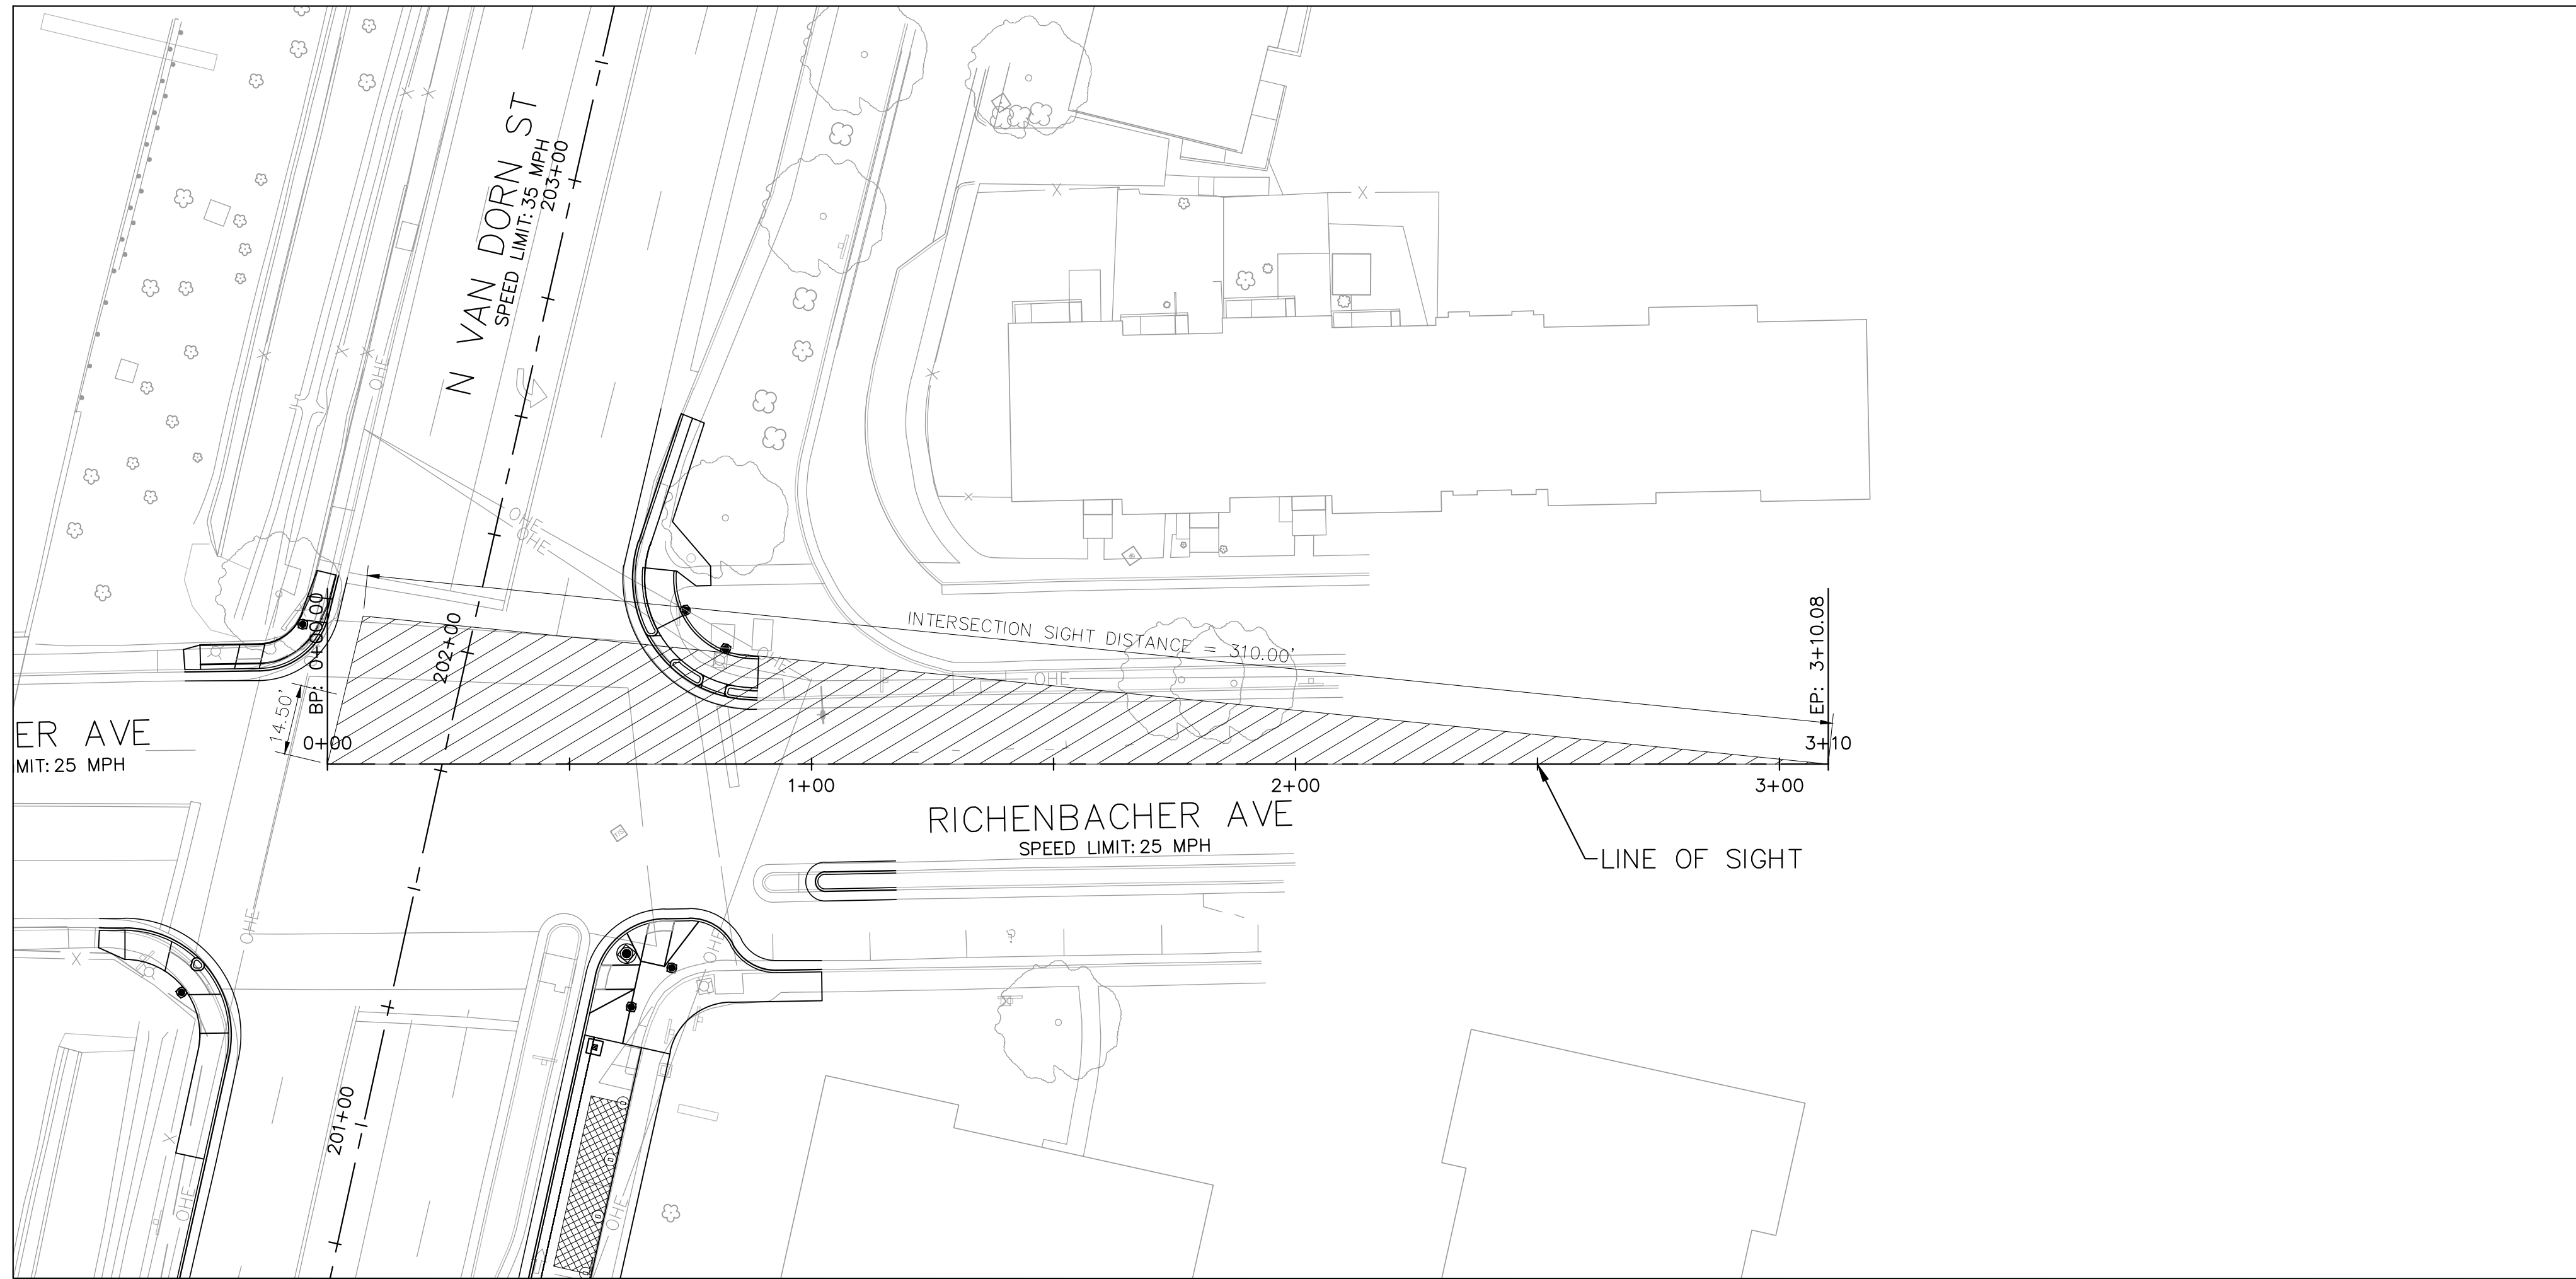 N VAN DORN ST
SPEED LIMIT: 35 MPH
203+00
OHE
OHE
OHE
INTERSECTION SIGHT DISTANCE = 310.00'
BP: 0+00.00
EP: 3+10.08
202+00
OHE
OHE
14.50'
0+00
3+10
ER AVE
MIT: 25 MPH
1+00
2+00
3+00
RICHENBACHER AVE
SPEED LIMIT: 25 MPH
LINE OF SIGHT
OHE
OHE
201+00
OHE
OHE